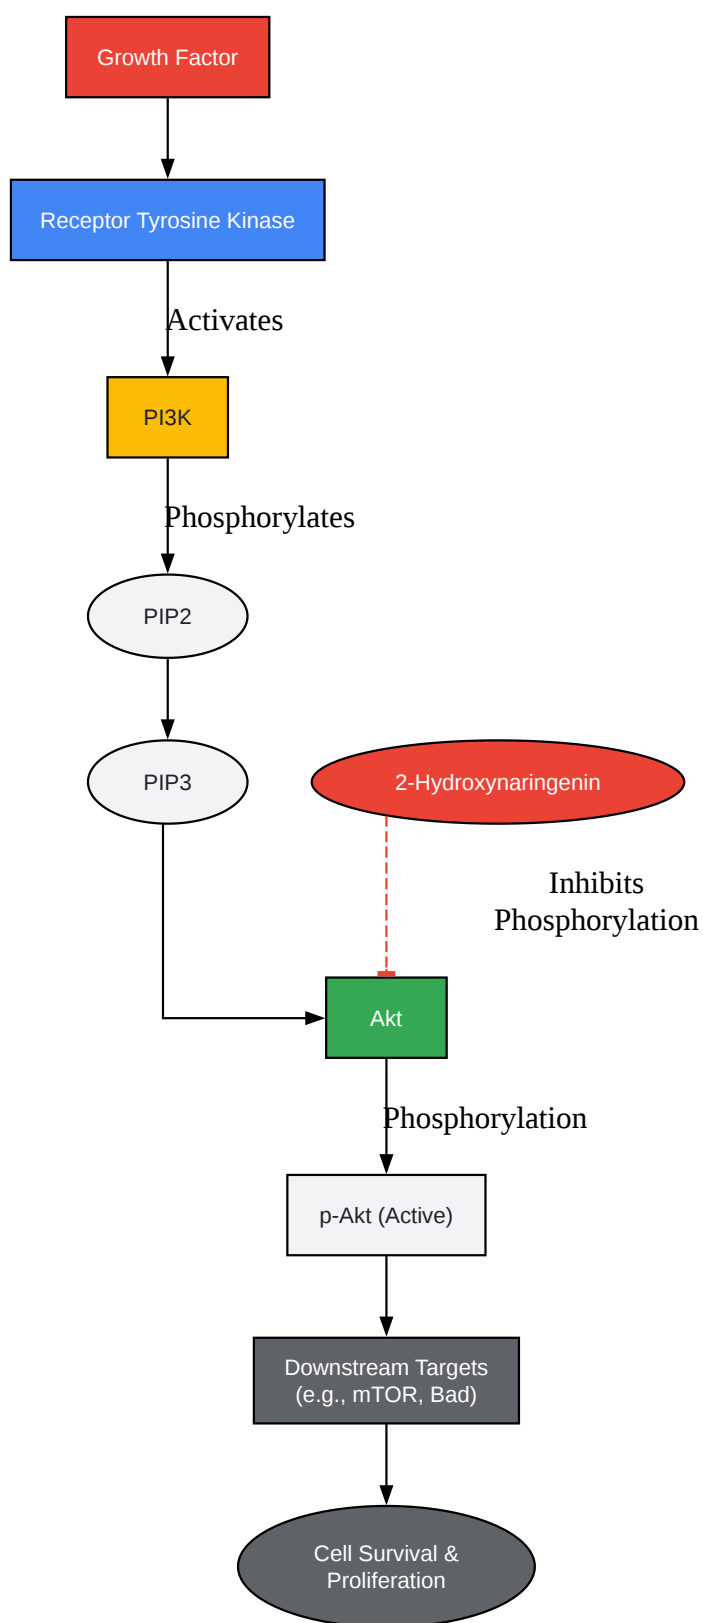 Growth Factor
Receptor Tyrosine Kinase
Activates
PI3K
Phosphorylates
PIP2
PIP3
2-Hydroxynaringenin
Inhibits
Phosphorylation
Akt
Phosphorylation
p-Akt (Active)
Downstream Targets
(e.g., mTOR, Bad)
Cell Survival &
Proliferation